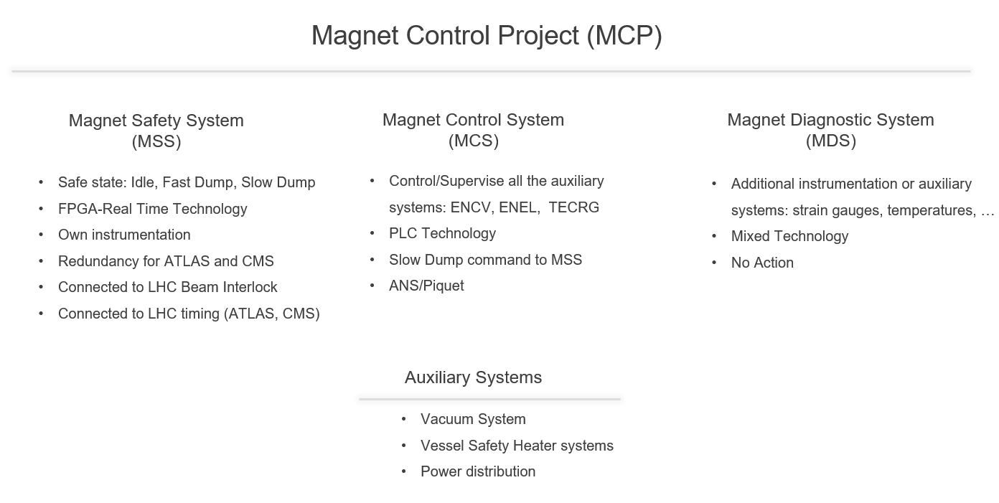 Magnet Control Project (MCP)
Magnet Safety System
(MSS)
• Safe state: Idle, Fast Dump, Slow Dump
• FPGA-Real Time Technology
• Own instrumentation
• Redundancy for ATLAS and CMS
• Connected to LHC Beam Interlock
• Connected to LHC timing (ATLAS, CMS)
Magnet Control System
(MCS)
• Control/Supervise all the auxiliary
systems: ENCV, ENEL,  TECRG
• PLC Technology
• Slow Dump command to MSS
• ANS/Piquet
Magnet Diagnostic System
(MDS)
• Additional instrumentation or auxiliary
systems: strain gauges, temperatures, …
• Mixed Technology
• No Action
Auxiliary Systems
• Vacuum System
• Vessel Safety Heater systems
• Power distribution